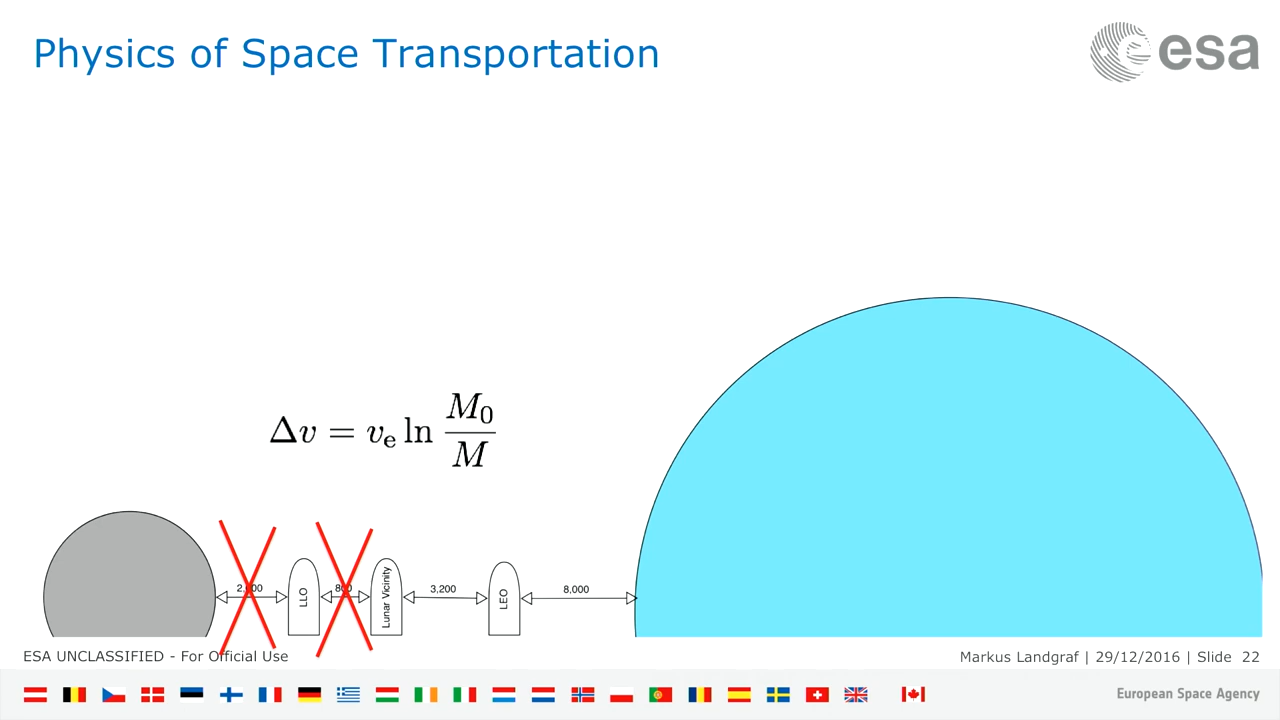 Physics of Space Transportation
esa
Δv = vₑ ln M₀/M
2,000
LLO
800
Lunar Vicinity
3,200
LEO
8,000
ESA UNCLASSIFIED - For Official Use
Markus Landgraf | 29/12/2016 | Slide 22
European Space Agency